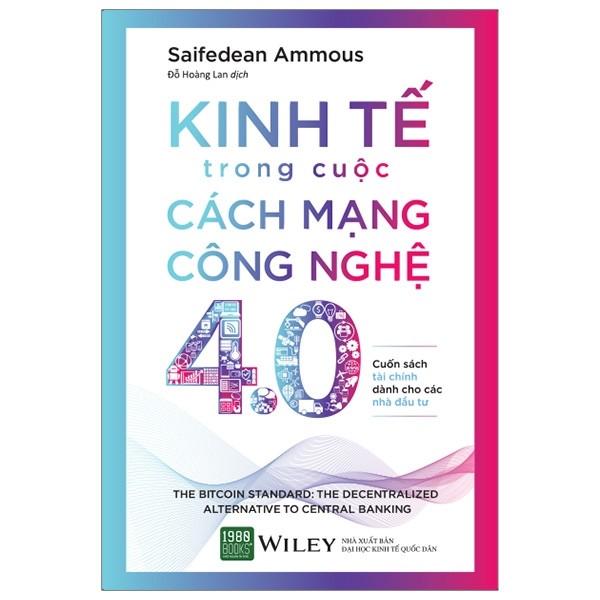 Saifedean Ammous
Đỗ Hoàng Lan dịch
KINH TẾ
trong cuộc
CÁCH MẠNG
CÔNG NGHỆ
4.0
Cuốn sách
tài chính
dành cho các
nhà đầu tư
THE BITCOIN STANDARD: THE DECENTRALIZED
ALTERNATIVE TO CENTRAL BANKING
1980
BOOKS
WILEY
NHÀ XUẤT BẢN
ĐẠI HỌC KINH TẾ QUỐC DÂN